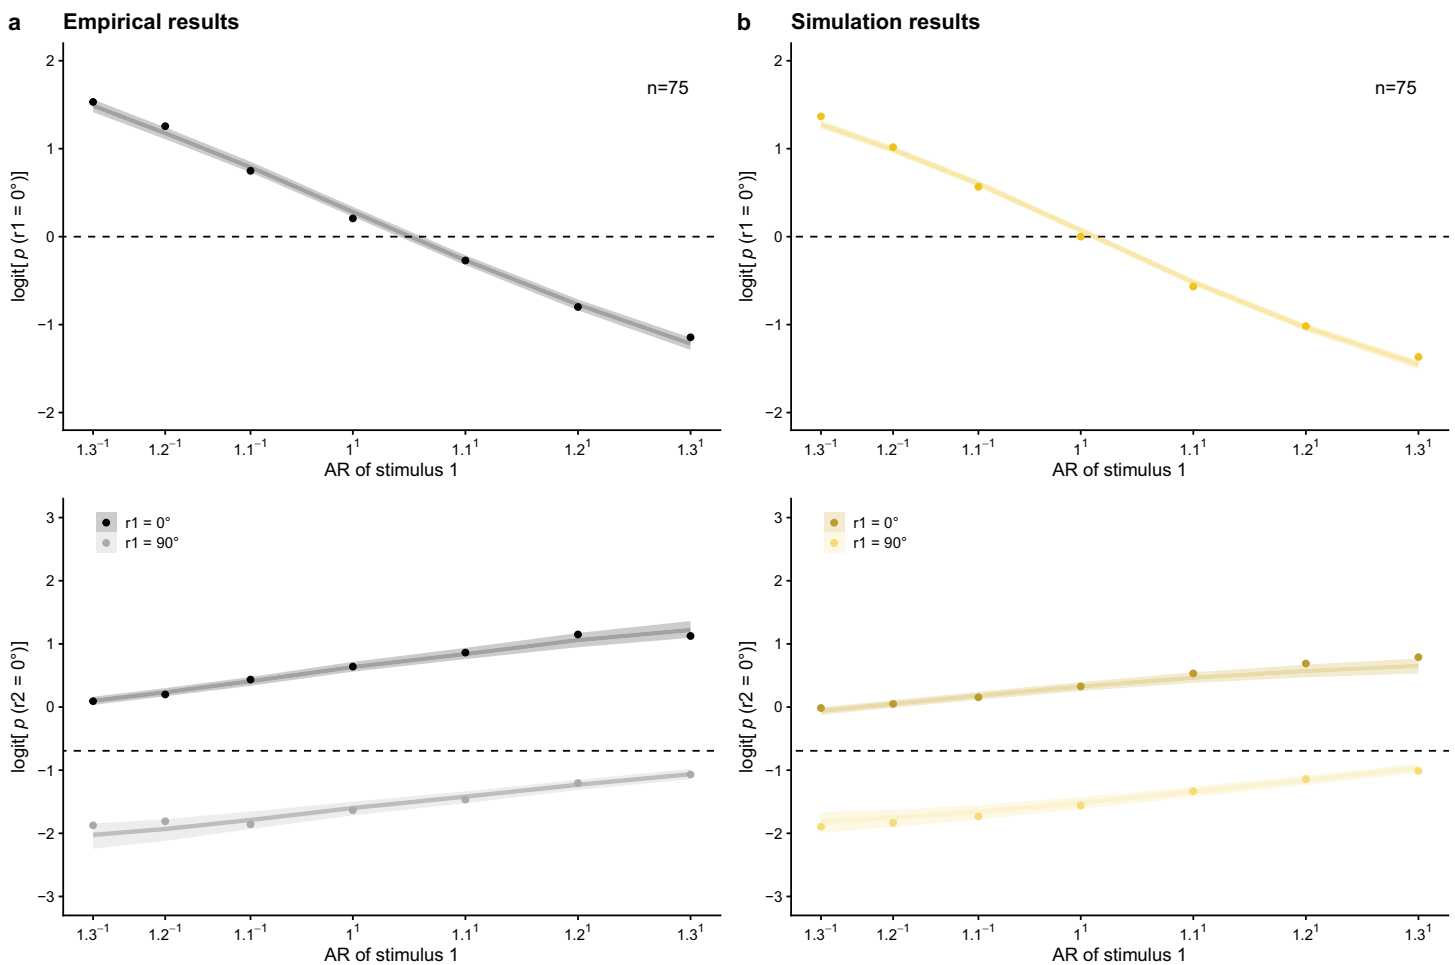 a Empirical results
n=75
2
1
0
−1
−2
logit[ p (r1 = 0°)]
1.3⁻¹ 1.2⁻¹ 1.1⁻¹ 1¹ 1.1¹ 1.2¹ 1.3¹
AR of stimulus 1
r1 = 0°
r1 = 90°
3
2
1
0
−1
−2
−3
logit[ p (r2 = 0°)]
1.3⁻¹ 1.2⁻¹ 1.1⁻¹ 1¹ 1.1¹ 1.2¹ 1.3¹
AR of stimulus 1
b Simulation results
n=75
2
1
0
−1
−2
logit[ p (r1 = 0°)]
1.3⁻¹ 1.2⁻¹ 1.1⁻¹ 1¹ 1.1¹ 1.2¹ 1.3¹
AR of stimulus 1
r1 = 0°
r1 = 90°
3
2
1
0
−1
−2
−3
logit[ p (r2 = 0°)]
1.3⁻¹ 1.2⁻¹ 1.1⁻¹ 1¹ 1.1¹ 1.2¹ 1.3¹
AR of stimulus 1